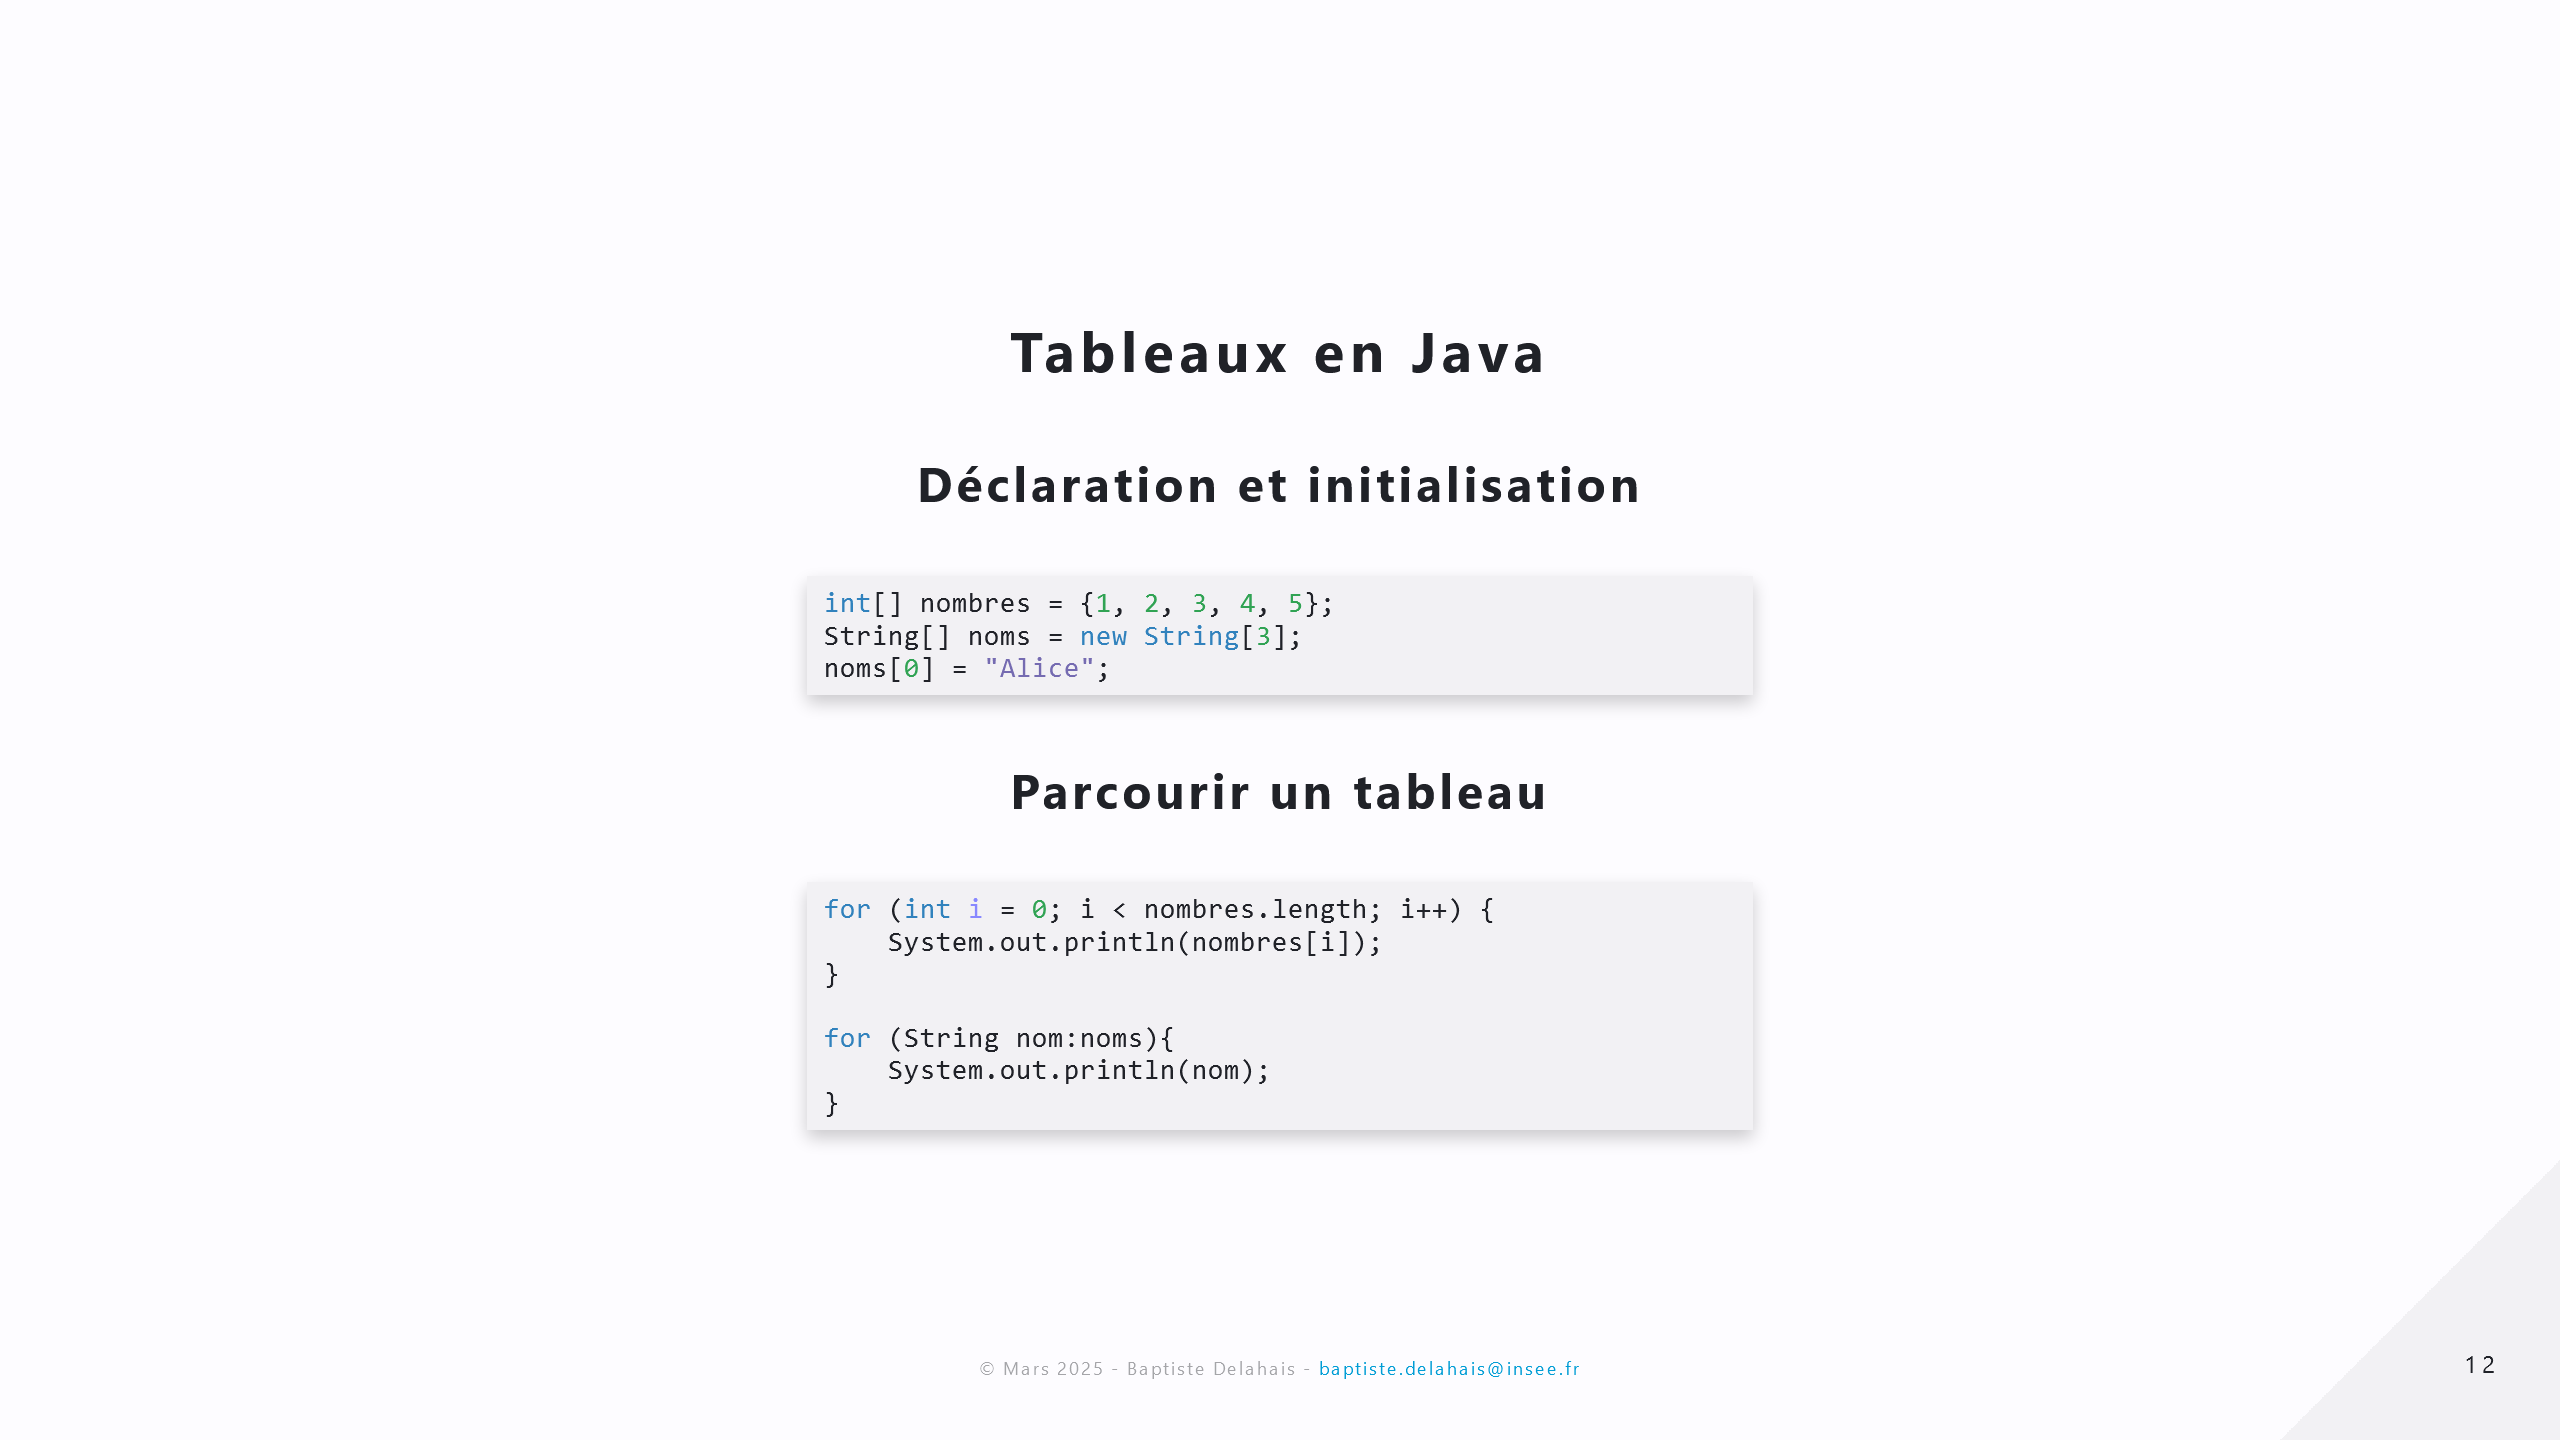 Tableaux en Java
Déclaration et initialisation
int[] nombres = {1, 2, 3, 4, 5};
String[] noms = new String[3];
noms[0] = "Alice";
Parcourir un tableau
for (int i = 0; i < nombres.length; i++) {
    System.out.println(nombres[i]);
}
for (String nom:noms){
    System.out.println(nom);
}
© Mars 2025 - Baptiste Delahais - baptiste.delahais@insee.fr
12